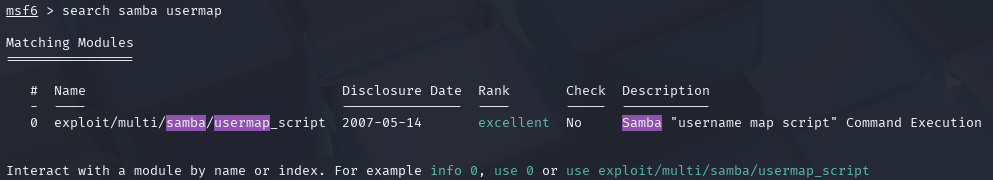 msf6 > search samba usermap
Matching Modules
================
#  Name                                Disclosure Date  Rank       Check  Description
-  ----                                ---------------  ----       -----  -----------
0  exploit/multi/samba/usermap_script  2007-05-14       excellent  No     Samba "username map script" Command Execution
Interact with a module by name or index. For example info 0, use 0 or use exploit/multi/samba/usermap_script